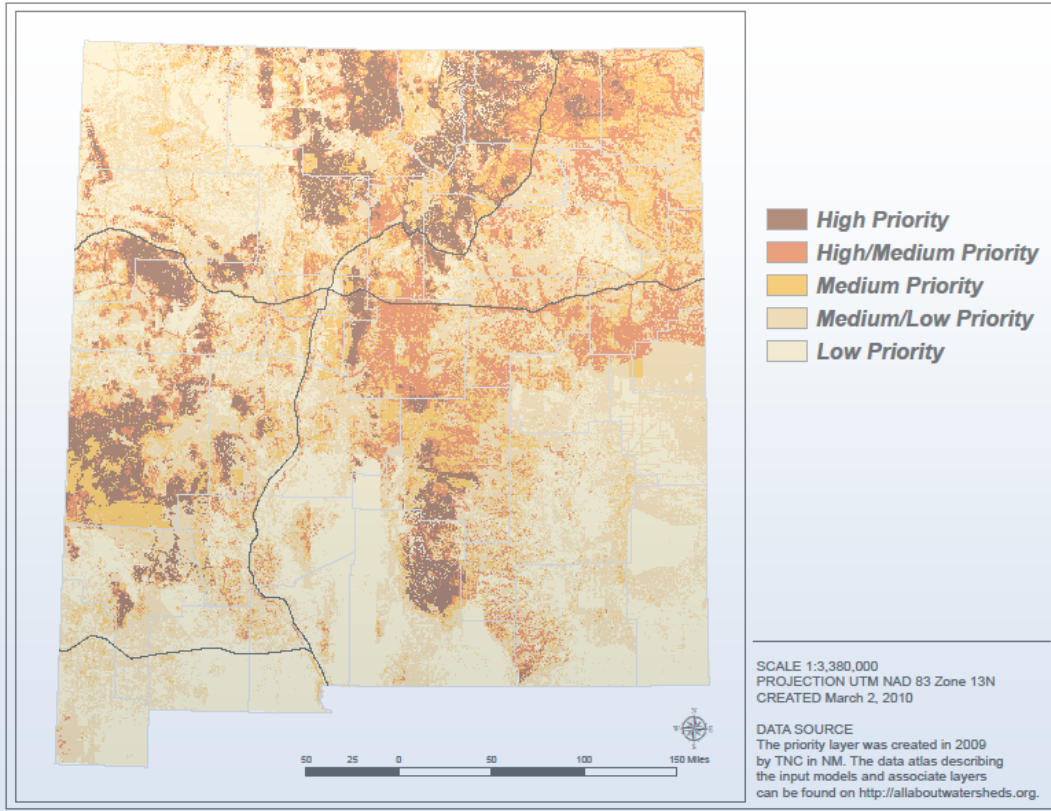 High Priority
High/Medium Priority
Medium Priority
Medium/Low Priority
Low Priority
SCALE 1:3,380,000
PROJECTION UTM NAD 83 Zone 13N
CREATED March 2, 2010
DATA SOURCE
The priority layer was created in 2009
by TNC in NM. The data atlas describing
the input models and associate layers
can be found on http://allaboutwatersheds.org.
N
W E
S
50 25 0 50 100 150 Miles